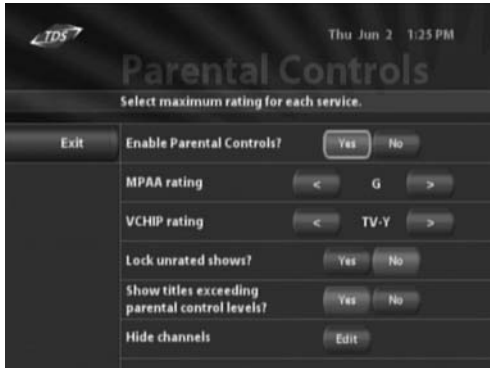 TDS
Thu Jun 2 1:25 PM
Parental Controls
Select maximum rating for each service.
Exit
Enable Parental Controls? Yes No
MPAA rating < G >
VCHIP rating < TV-Y >
Lock unrated shows? Yes No
Show titles exceeding
parental control levels? Yes No
Hide channels Edit